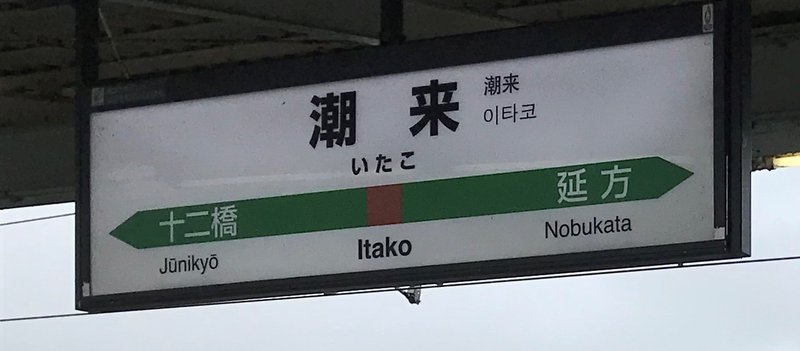 潮来
潮来
이타코
いたこ
十二橋
延方
Jūnikyō
Itako
Nobukata